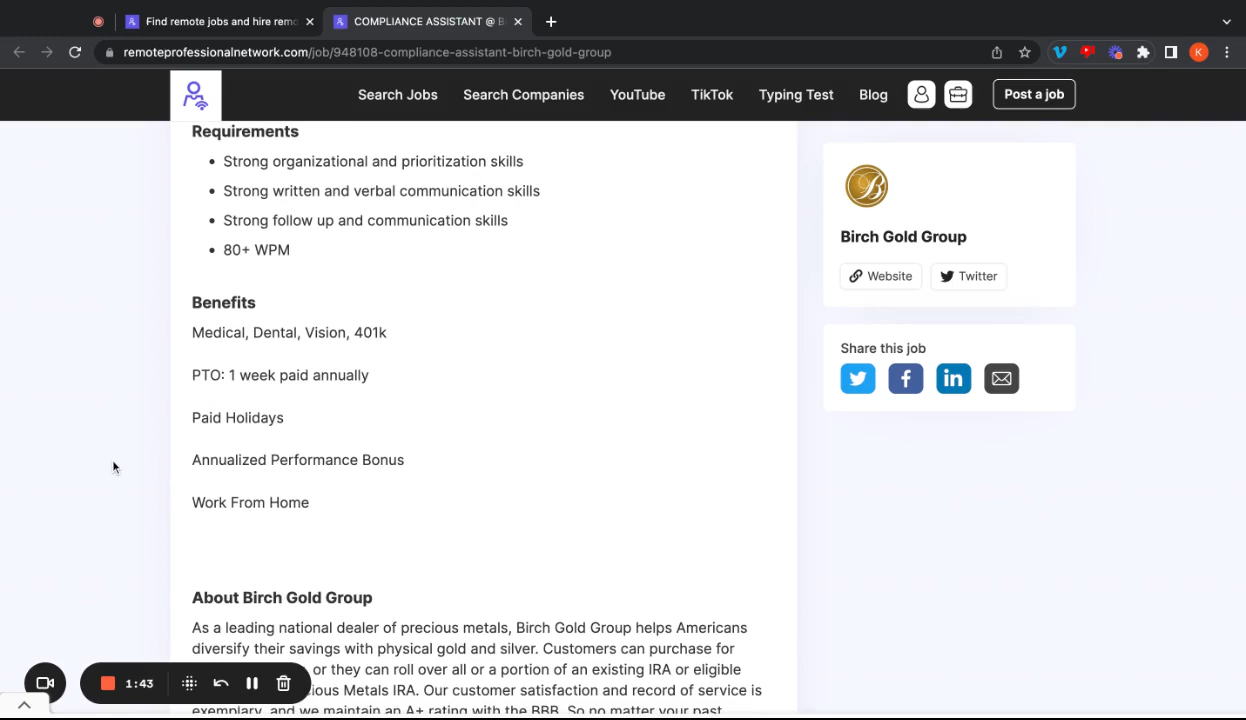 Find remote jobs and hire remo
COMPLIANCE ASSISTANT @ B
remoteprofessionalnetwork.com/job/948108-compliance-assistant-birch-gold-group
K
Search Jobs
Search Companies
YouTube
TikTok
Typing Test
Blog
Post a job
Requirements
• Strong organizational and prioritization skills
• Strong written and verbal communication skills
• Strong follow up and communication skills
• 80+ WPM
Benefits
Medical, Dental, Vision, 401k
PTO: 1 week paid annually
Paid Holidays
Annualized Performance Bonus
Work From Home
About Birch Gold Group
As a leading national dealer of precious metals, Birch Gold Group helps Americans
diversify their savings with physical gold and silver. Customers can purchase for
, or they can roll over all or a portion of an existing IRA or eligible
ious Metals IRA. Our customer satisfaction and record of service is
exemplary, and we maintain an A+ rating with the BBB. So no matter your past
B
Birch Gold Group
Website
Twitter
Share this job
1:43